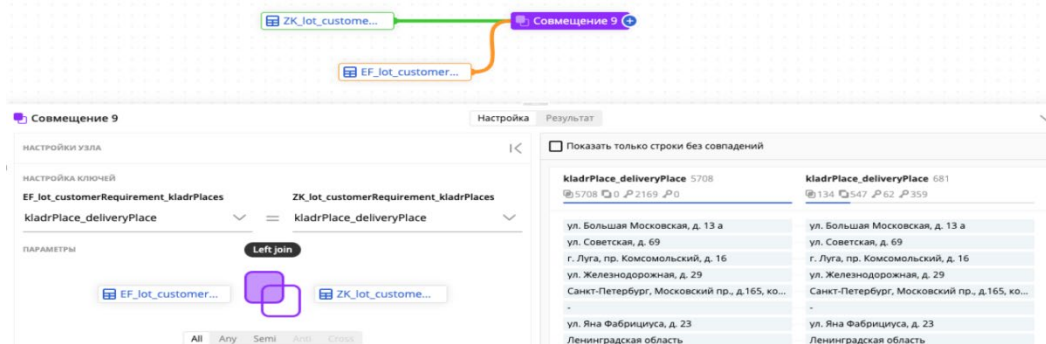 ZK_lot_custome...
Совмещение 9
EF_lot_customer...
Совмещение 9
Настройка Результат
НАСТРОЙКИ УЗЛА
Показать только строки без совпадений
НАСТРОЙКА КЛЮЧЕЙ
EF_lot_customerRequirement_kladrPlaces ZK_lot_customerRequirement_kladrPlaces
kladrPlace_deliveryPlace = kladrPlace_deliveryPlace
ПАРАМЕТРЫ
Left join
EF_lot_customer... ZK_lot_custome...
All Any Semi Anti Cross
kladrPlace_deliveryPlace 5708 kladrPlace_deliveryPlace 681
5708 0 2169 0 134 547 62 359
ул. Большая Московская, д. 13 а ул. Большая Московская, д. 13 а
ул. Советская, д. 69 ул. Советская, д. 69
г. Луга, пр. Комсомольский, д. 16 г. Луга, пр. Комсомольский, д. 16
ул. Железнодорожная, д. 29 ул. Железнодорожная, д. 29
Санкт-Петербург, Московский пр., д.165, ко... Санкт-Петербург, Московский пр., д.165, ко...
- -
ул. Яна Фабрициуса, д. 23 ул. Яна Фабрициуса, д. 23
Ленинградская область Ленинградская область